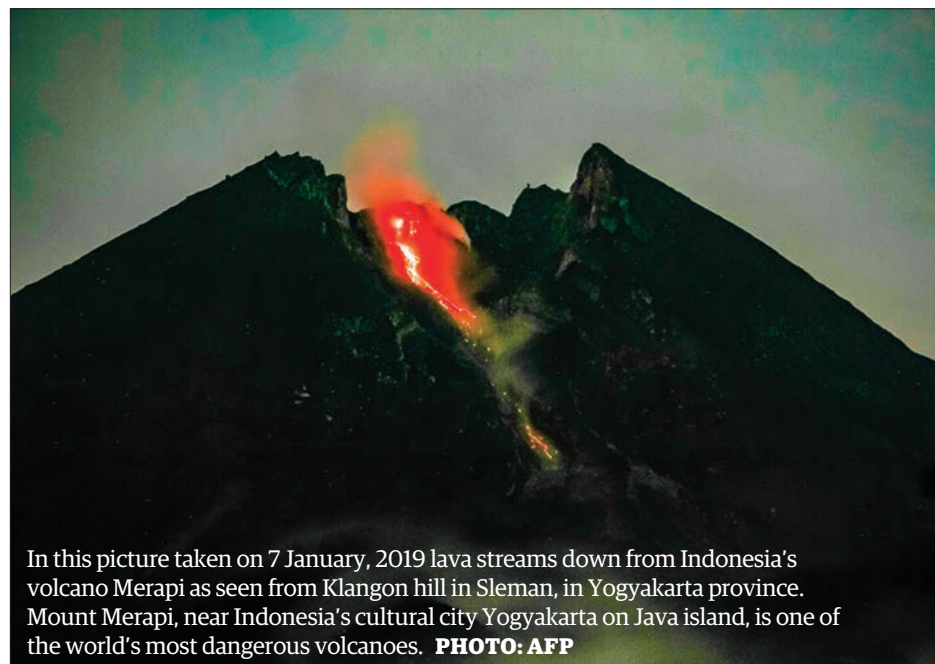 In this picture taken on 7 January, 2019 lava streams down from Indonesia’s
volcano Merapi as seen from Klangon hill in Sleman, in Yogyakarta province.
Mount Merapi, near Indonesia’s cultural city Yogyakarta on Java island, is one of
the world’s most dangerous volcanoes. PHOTO: AFP